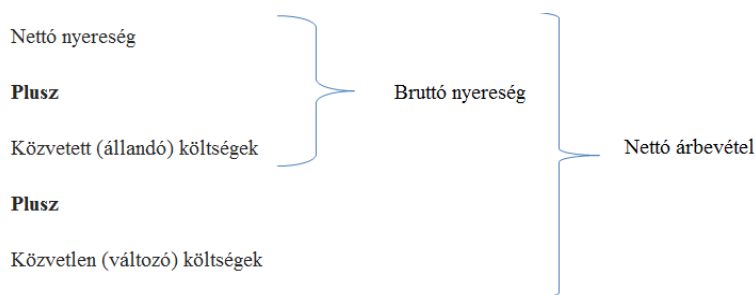 Nettó nyereség
Plusz
Bruttó nyereség
Közvetett (állandó) költségek
Nettó árbevétel
Plusz
Közvetlen (változó) költségek